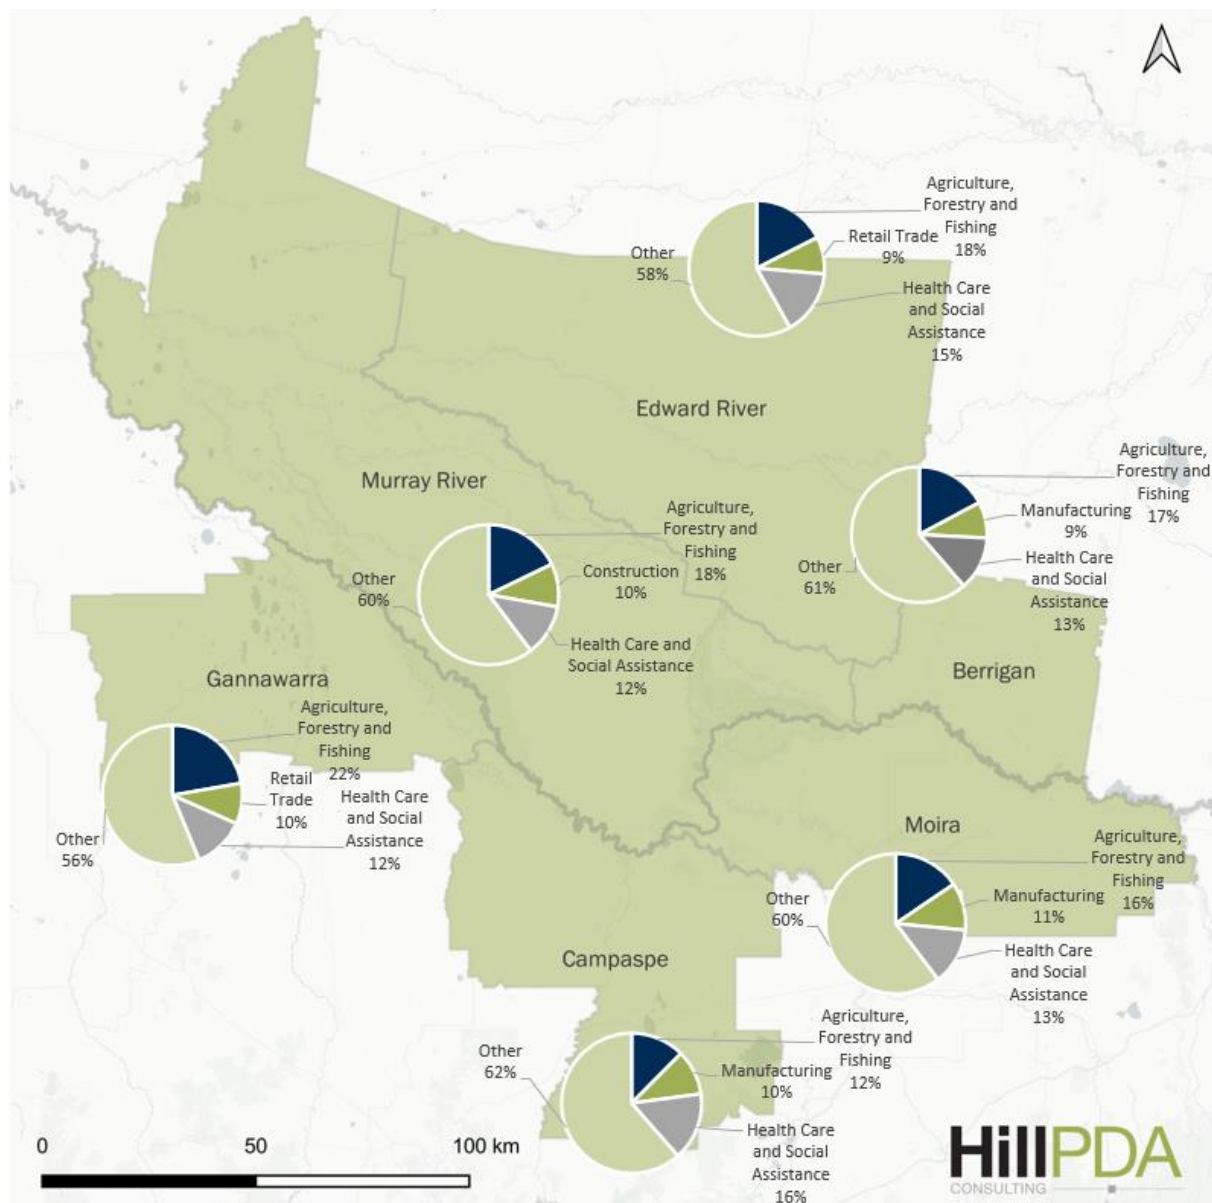 Agriculture,
Forestry and
Fishing
18%
Retail Trade
9%
Other
58%
Health Care
and Social
Assistance
15%
Edward River
Agriculture,
Forestry and
Fishing
17%
Manufacturing
9%
Other
61%
Health Care
and Social
Assistance
13%
Berrigan
Murray River
Agriculture,
Forestry and
Fishing
18%
Construction
10%
Other
60%
Health Care and
Social Assistance
12%
Gannawarra
Agriculture,
Forestry and
Fishing
22%
Retail
Trade
10%
Health Care
and Social
Assistance
12%
Other
56%
Moira
Agriculture,
Forestry and
Fishing
16%
Manufacturing
11%
Other
60%
Health Care
and Social
Assistance
13%
Campaspe
Agriculture,
Forestry and
Fishing
12%
Manufacturing
10%
Other
62%
Health Care
and Social
Assistance
16%
0 50 100 km
HillPDA
CONSULTING